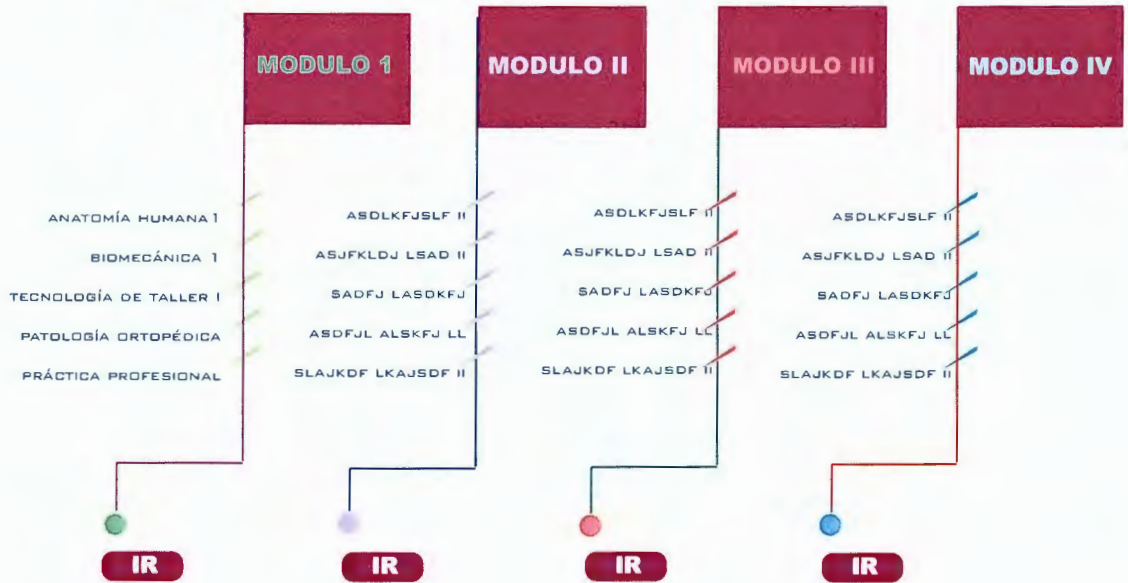 MODULO 1
ANATOMÍA HUMANA 1
BIOMECÁNICA 1
TECNOLOGÍA DE TALLER I
PATOLOGÍA ORTOPÉDICA
PRÁCTICA PROFESIONAL
IR
MODULO II
ASDLKFJSLF II
ASJFKLDJ LSAD II
SADFJ LASDKFJ
ASDFJL ALSKFJ LL
SLAJKDF LKAJSDF II
IR
MODULO III
ASDLKFJSLF II
ASJFKLDJ LSAD II
SADFJ LASDKFJ
ASDFJL ALSKFJ LL
SLAJKDF LKAJSDF II
IR
MODULO IV
ASDLKFJSLF II
ASJFKLDJ LSAD II
SADFJ LASDKFJ
ASDFJL ALSKFJ LL
SLAJKDF LKAJSDF II
IR